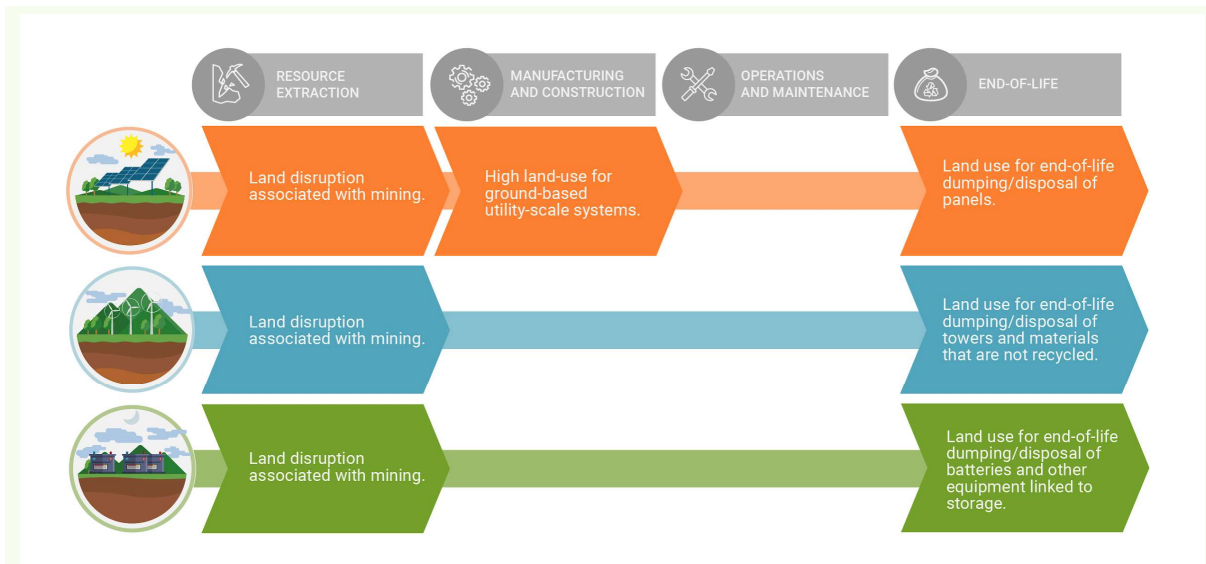 RESOURCE
EXTRACTION
MANUFACTURING
AND CONSTRUCTION
OPERATIONS
AND MAINTENANCE
END-OF-LIFE
Land disruption
associated with mining.
High land-use for
ground-based
utility-scale systems.
Land use for end-of-life
dumping/disposal of
panels.
Land disruption
associated with mining.
Land use for end-of-life
dumping/disposal of
towers and materials
that are not recycled.
Land disruption
associated with mining.
Land use for end-of-life
dumping/disposal of
batteries and other
equipment linked to
storage.